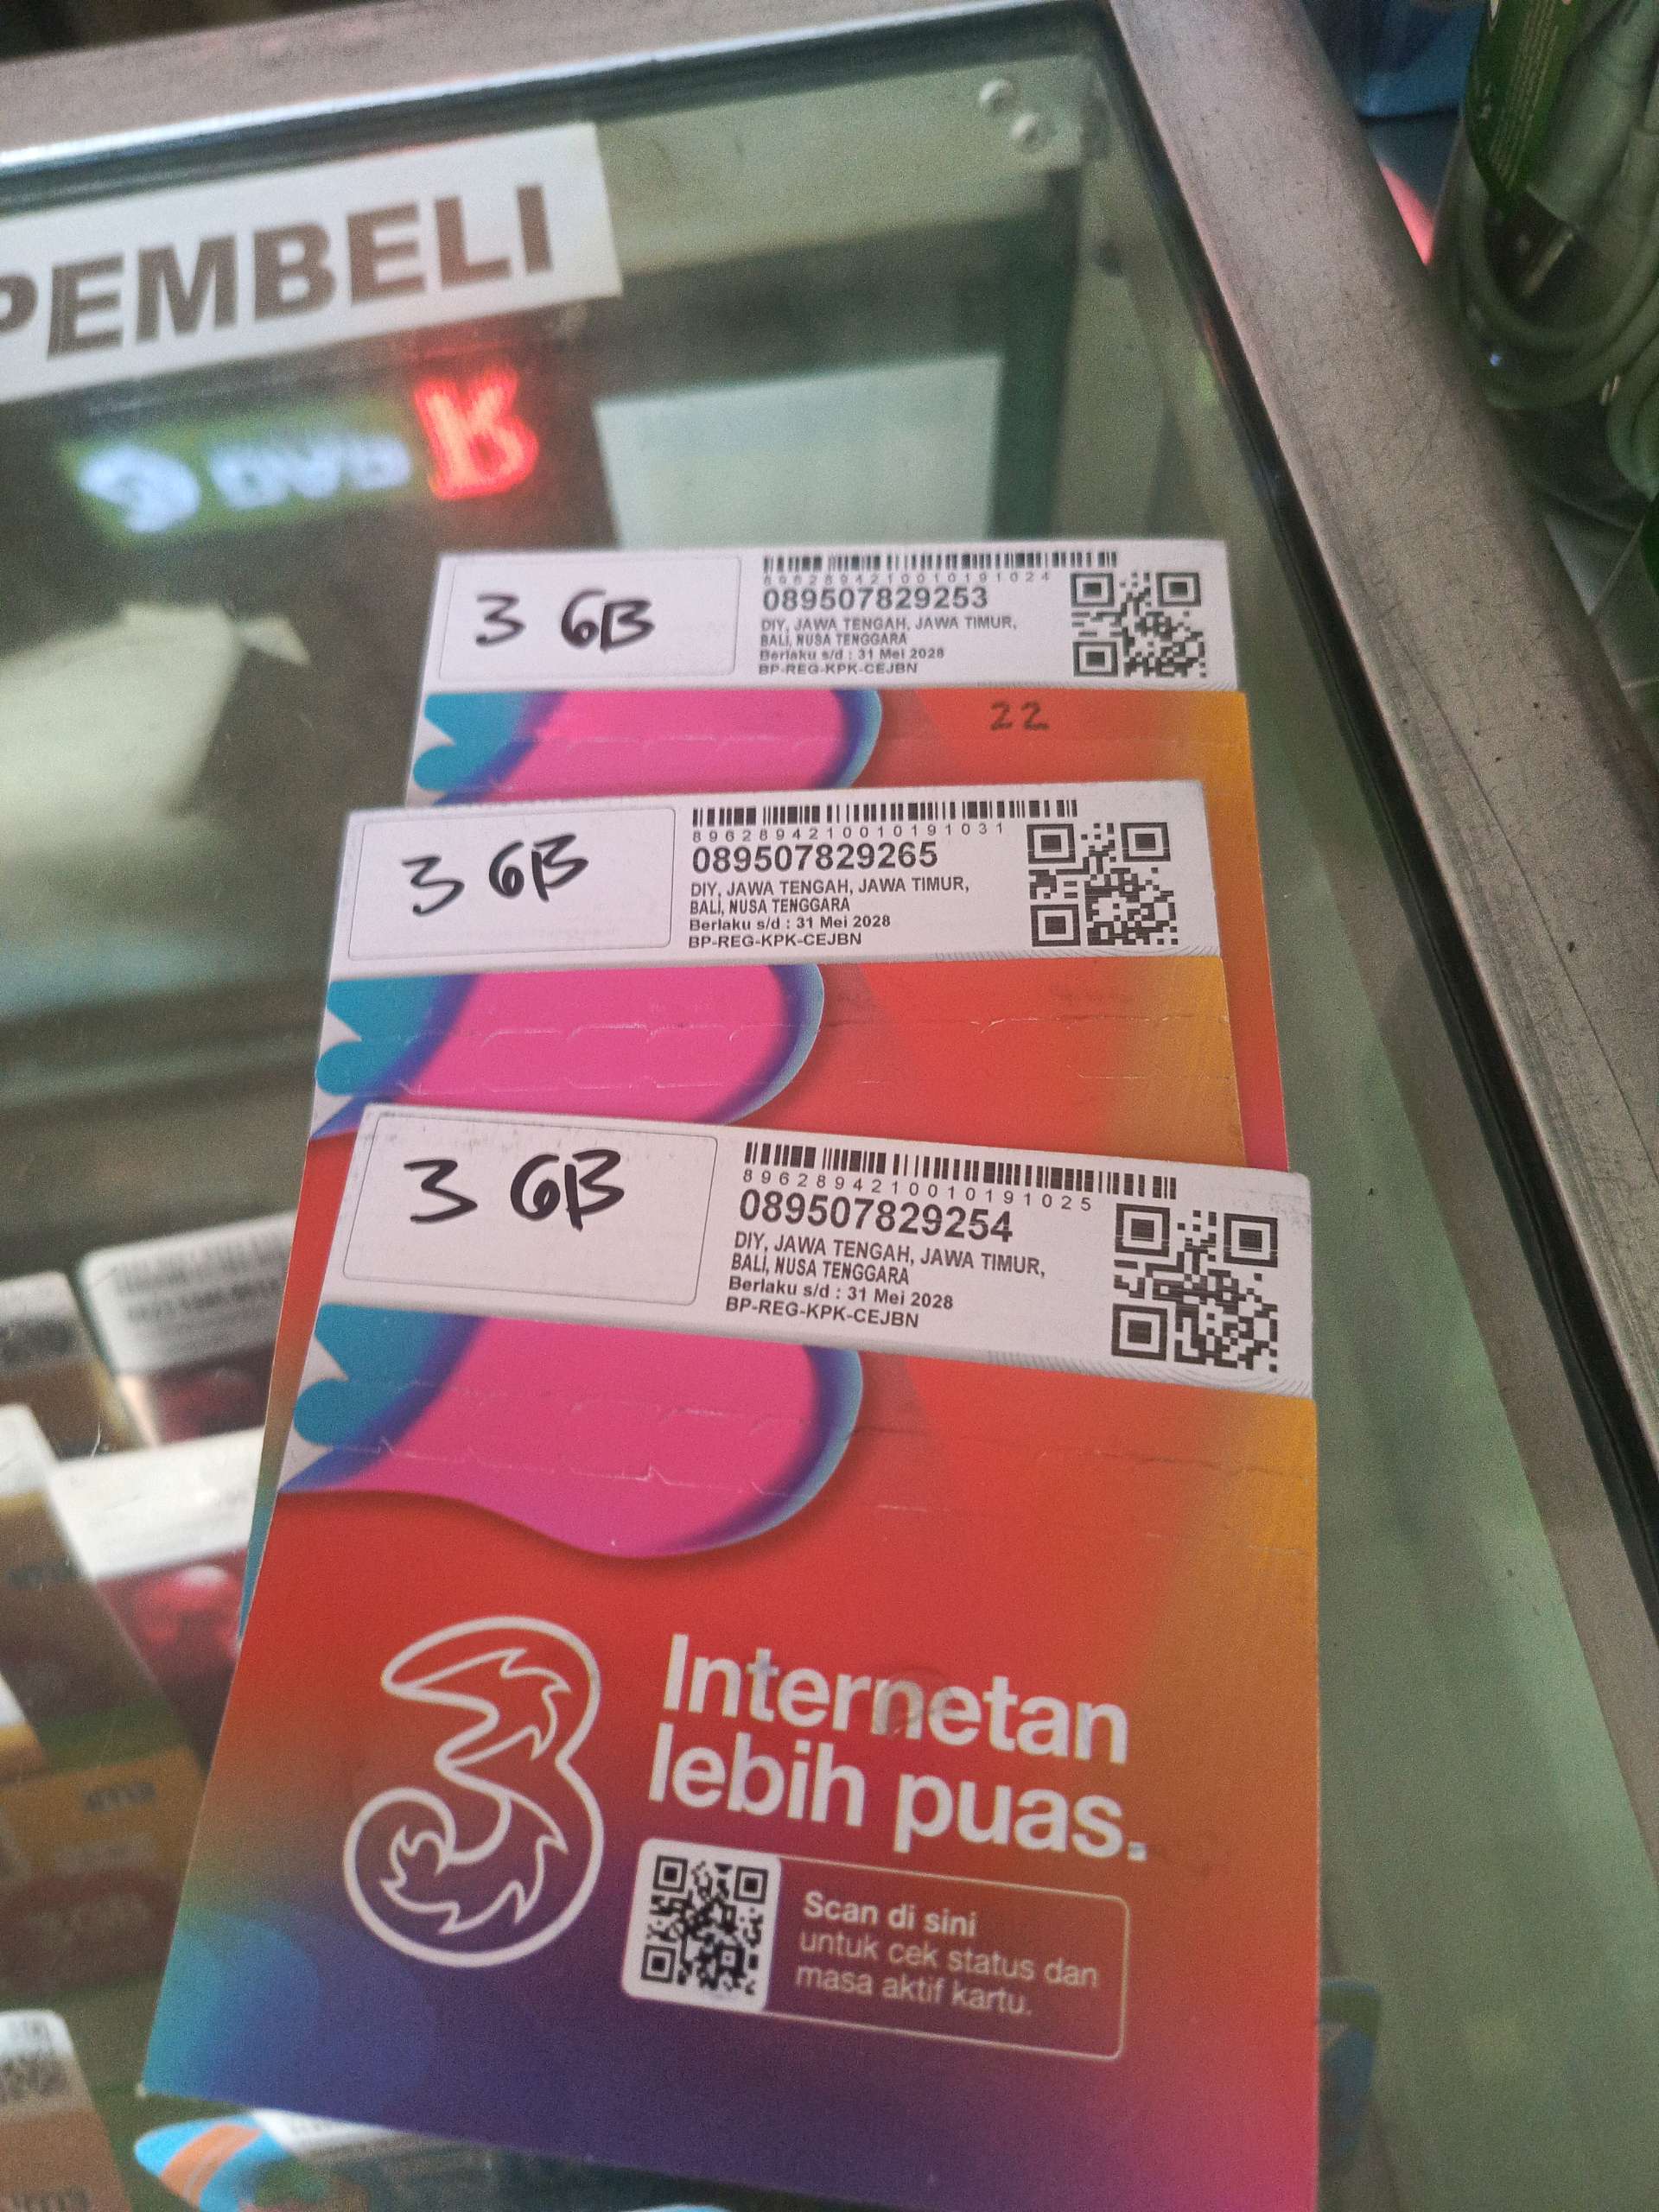 PEMBELI
3 GB
8962894210010191024
089507829253
DIY, JAWA TENGAH, JAWA TIMUR,
BALI, NUSA TENGGARA
Berlaku s/d : 31 Mei 2028
BP-REG-KPK-CEJBN
22
3 GB
8962894210010191031
089507829265
DIY, JAWA TENGAH, JAWA TIMUR,
BALI, NUSA TENGGARA
Berlaku s/d : 31 Mei 2028
BP-REG-KPK-CEJBN
3 GB
8962894210010191025
089507829254
DIY, JAWA TENGAH, JAWA TIMUR,
BALI, NUSA TENGGARA
Berlaku s/d : 31 Mei 2028
BP-REG-KPK-CEJBN
3
Internetan
lebih puas.
Scan di sini
untuk cek status dan
masa aktif kartu.